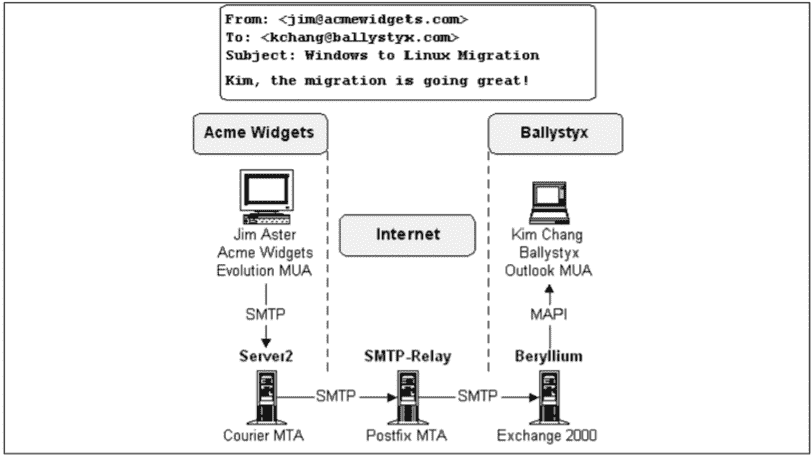 From: <jim@acmewidgets.com>
To: <kchang@ballystyx.com>
Subject: Windows to Linux Migration
Kim, the migration is going great!
Acme Widgets
Ballystyx
Internet
Jim Aster
Acme Widgets
Evolution MUA
Kim Chang
Ballystyx
Outlook MUA
SMTP
MAPI
Server2
SMTP-Relay
Beryllium
SMTP
SMTP
Courier MTA
Postfix MTA
Exchange 2000